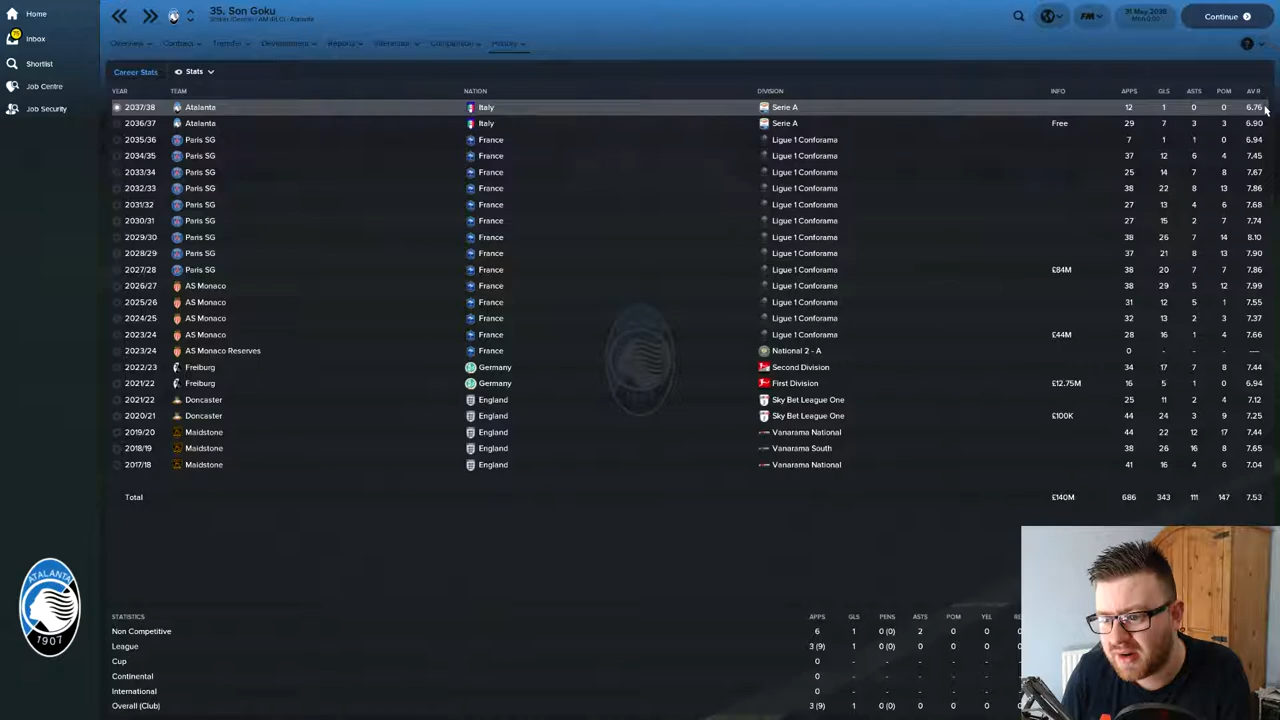 Home
Inbox
Shortlist
Job Centre
Job Security
35. Son Goku
31 May 2038
Continue
Overview
Contract
Transfer
Development
Reports
Comparison
History
Career Stats Stats
YEAR TEAM NATION DIVISION INFO APPS GLS ASTS POM AV R
2037/38 Atalanta Italy Serie A 12 1 0 0 6.76
2036/37 Atalanta Italy Serie A Free 29 7 3 3 6.90
2035/36 Paris SG France Ligue 1 Conforama 7 1 1 0 6.94
2034/35 Paris SG France Ligue 1 Conforama 37 12 6 4 7.45
2033/34 Paris SG France Ligue 1 Conforama 25 14 7 8 7.67
2032/33 Paris SG France Ligue 1 Conforama 38 22 8 13 7.86
2031/32 Paris SG France Ligue 1 Conforama 27 13 4 6 7.68
2030/31 Paris SG France Ligue 1 Conforama 27 15 2 7 7.74
2029/30 Paris SG France Ligue 1 Conforama 38 26 7 14 8.10
2028/29 Paris SG France Ligue 1 Conforama 37 21 8 13 7.90
2027/28 Paris SG France Ligue 1 Conforama £84M 38 20 7 7 7.86
2026/27 AS Monaco France Ligue 1 Conforama 38 29 5 12 7.99
2025/26 AS Monaco France Ligue 1 Conforama 31 12 5 1 7.55
2024/25 AS Monaco France Ligue 1 Conforama 32 13 2 3 7.37
2023/24 AS Monaco France Ligue 1 Conforama £44M 28 16 1 4 7.66
2023/24 AS Monaco Reserves France National 2 - A 0 - - - ----
2022/23 Freiburg Germany Second Division 34 17 7 8 7.44
2021/22 Freiburg Germany First Division £12.75M 16 5 1 0 6.94
2021/22 Doncaster England Sky Bet League One 25 11 2 4 7.12
2020/21 Doncaster England Sky Bet League One £100K 44 24 3 9 7.25
2019/20 Maidstone England Vanarama National 44 22 12 17 7.44
2018/19 Maidstone England Vanarama South 38 26 16 8 7.65
2017/18 Maidstone England Vanarama National 41 16 4 6 7.04
Total £140M 686 343 111 147 7.53
STATISTICS APPS GLS PENS ASTS POM YEL
Non Competitive 6 1 0 (0) 2 0 0
League 3 (9) 1 0 (0) 0 0 0
Cup 0 - - - - -
Continental 0 - - - - -
International 0 - - - - -
Overall (Club) 3 (9) 1 0 (0) 0 0 0
ATALANTA
1907